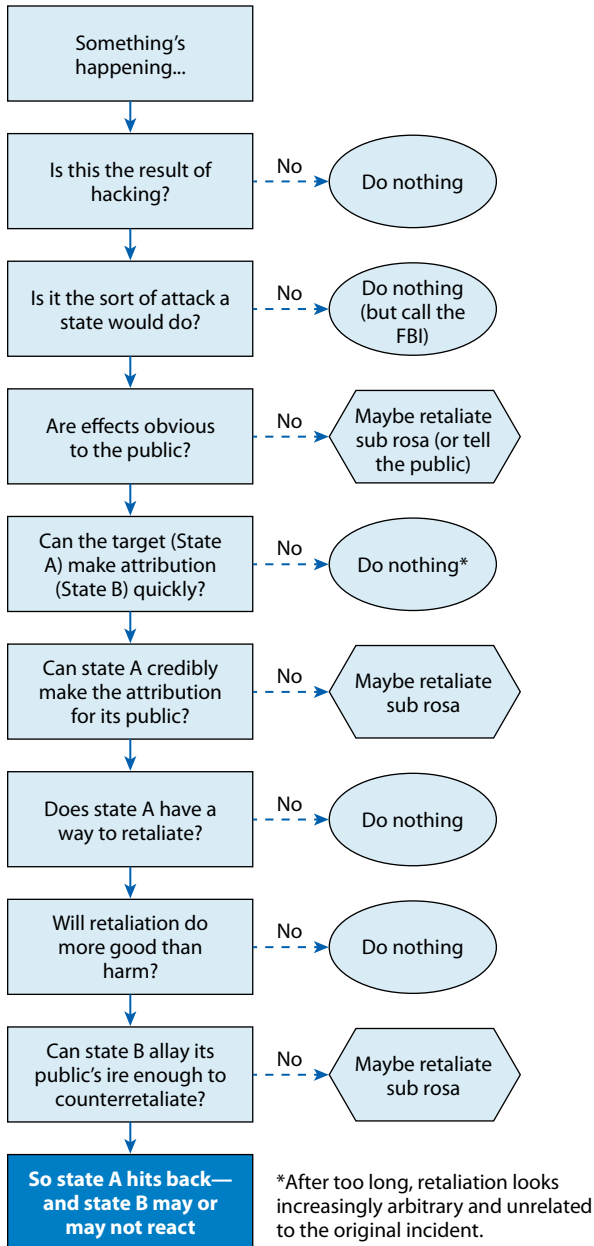 Something's
happening...
Is this the result of
hacking?
No
Do nothing
Is it the sort of attack a
state would do?
No
Do nothing
(but call the
FBI)
Are effects obvious
to the public?
No
Maybe retaliate
sub rosa (or tell
the public)
Can the target (State
A) make attribution
(State B) quickly?
No
Do nothing*
Can state A credibly
make the attribution
for its public?
No
Maybe retaliate
sub rosa
Does state A have a
way to retaliate?
No
Do nothing
Will retaliation do
more good than
harm?
No
Do nothing
Can state B allay its
public's ire enough to
counterretaliate?
No
Maybe retaliate
sub rosa
So state A hits back—
and state B may or
may not react
*After too long, retaliation looks
increasingly arbitrary and unrelated
to the original incident.